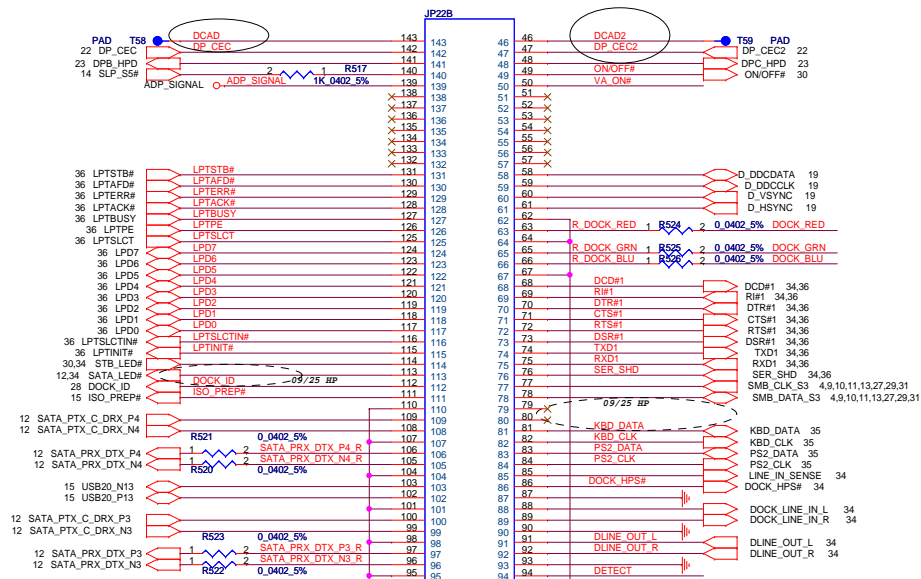 JP22B
PAD T58 DCAD 143 143 46 46 DCAD2 T59 PAD
22 DP_CEC DP_CEC 142 142 47 47 DP_CEC2 DP_CEC2 22
23 DPB_HPD 141 141 48 48 DPC_HPD 23
14 SLP_S5# 2 1 R517 140 140 49 49 ON/OFF# ON/OFF# 30
ADP_SIGNAL ADP_SIGNAL 1K_0402_5% 139 139 50 50 VA_ON#
138 138 51 51
137 137 52 52
136 136 53 53
135 135 54 54
134 134 55 55
133 133 56 56
132 132 57 57
36 LPTSTB# LPTSTB# 131 131 58 58 D_DDCDATA 19
36 LPTAFD# LPTAFD# 130 130 59 59 D_DDCCLK 19
36 LPTERR# LPTERR# 129 129 60 60 D_VSYNC 19
36 LPTACK# LPTACK# 128 128 61 61 D_HSYNC 19
36 LPTBUSY LPTBUSY 127 127 62 62
36 LPTPE LPTPE 126 126 63 63 R_DOCK_RED 1 R524 2 0_0402_5% DOCK_RED
36 LPTSLCT LPTSLCT 125 125 64 64
36 LPD7 LPD7 124 124 65 65 R_DOCK_GRN 1 R525 2 0_0402_5% DOCK_GRN
36 LPD6 LPD6 123 123 66 66 R_DOCK_BLU 1 R526 2 0_0402_5% DOCK_BLU
36 LPD5 LPD5 122 122 67 67
36 LPD4 LPD4 121 121 68 68 DCD#1 DCD#1 34,36
36 LPD3 LPD3 120 120 69 69 RI#1 RI#1 34,36
36 LPD2 LPD2 119 119 70 70 DTR#1 DTR#1 34,36
36 LPD1 LPD1 118 118 71 71 CTS#1 CTS#1 34,36
36 LPD0 LPD0 117 117 72 72 RTS#1 RTS#1 34,36
36 LPTSLCTIN# LPTSLCTIN# 116 116 73 73 DSR#1 DSR#1 34,36
36 LPTINIT# LPTINIT# 115 115 74 74 TXD1 TXD1 34,36
30,34 STB_LED# 114 114 75 75 RXD1 RXD1 34,36
12,34 SATA_LED# 113 113 76 76 SER_SHD SER_SHD 34,36
09/25 HP
28 DOCK_ID DOCK_ID 112 112 77 77 SMB_CLK_S3 4,9,10,11,13,27,29,31
15 ISO_PREP# ISO_PREP# 111 111 78 78 SMB_DATA_S3 4,9,10,11,13,27,29,31
110 110 79 79 09/25 HP
12 SATA_PTX_C_DRX_P4 109 109 80 80
12 SATA_PTX_C_DRX_N4 108 108 81 81 KBD_DATA KBD_DATA 35
107 107 82 82 KBD_CLK KBD_CLK 35
12 SATA_PRX_DTX_P4 R521 1 2 0_0402_5% SATA_PRX_DTX_P4_R 106 106 83 83 PS2_DATA PS2_DATA 35
12 SATA_PRX_DTX_N4 1 2 R520 0_0402_5% SATA_PRX_DTX_N4_R 105 105 84 84 PS2_CLK PS2_CLK 35
104 104 85 85 LINE_IN_SENSE 34
15 USB20_N13 103 103 86 86 DOCK_HPS# DOCK_HPS# 34
15 USB20_P13 102 102 87 87
101 101 88 88 DOCK_LINE_IN_L 34
12 SATA_PTX_C_DRX_P3 100 100 89 89 DOCK_LINE_IN_R 34
12 SATA_PTX_C_DRX_N3 99 99 90 90
98 98 91 91 DLINE_OUT_L DLINE_OUT_L 34
12 SATA_PRX_DTX_P3 R523 1 2 0_0402_5% SATA_PRX_DTX_P3_R 97 97 92 92 DLINE_OUT_R DLINE_OUT_R 34
12 SATA_PRX_DTX_N3 1 2 R522 0_0402_5% SATA_PRX_DTX_N3_R 96 96 93 93
95 95 94 94 DETECT